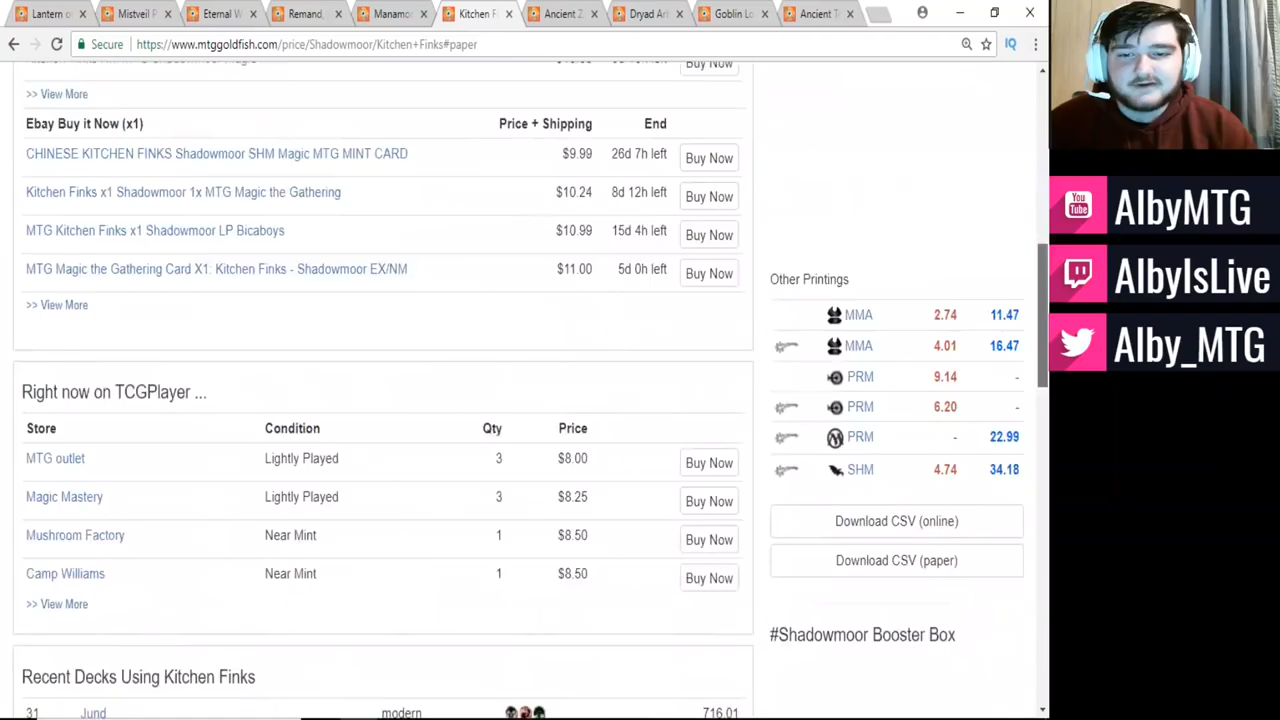 Lantern o
Mistveil P
Eternal W
Remand,
Manamor
Kitchen F
Ancient Z
Dryad Ar
Goblin Lo
Ancient T
Secure https://www.mtggoldfish.com/price/Shadowmoor/Kitchen+Finks#paper
Buy Now
>> View More
Ebay Buy it Now (x1) Price + Shipping End
CHINESE KITCHEN FINKS Shadowmoor SHM Magic MTG MINT CARD $9.99 26d 7h left Buy Now
Kitchen Finks x1 Shadowmoor 1x MTG Magic the Gathering $10.24 8d 12h left Buy Now
MTG Kitchen Finks x1 Shadowmoor LP Bicaboys $10.99 15d 4h left Buy Now
MTG Magic the Gathering Card X1: Kitchen Finks - Shadowmoor EX/NM $11.00 5d 0h left Buy Now
>> View More
Right now on TCGPlayer ...
Store Condition Qty Price
MTG outlet Lightly Played 3 $8.00 Buy Now
Magic Mastery Lightly Played 3 $8.25 Buy Now
Mushroom Factory Near Mint 1 $8.50 Buy Now
Camp Williams Near Mint 1 $8.50 Buy Now
>> View More
Recent Decks Using Kitchen Finks
31 Jund modern 716.01
Other Printings
MMA 2.74 11.47
MMA 4.01 16.47
PRM 9.14 -
PRM 6.20 -
PRM - 22.99
SHM 4.74 34.18
Download CSV (online)
Download CSV (paper)
#Shadowmoor Booster Box
You Tube AlbyMTG
AlbyIsLive
Alby_MTG
IQ